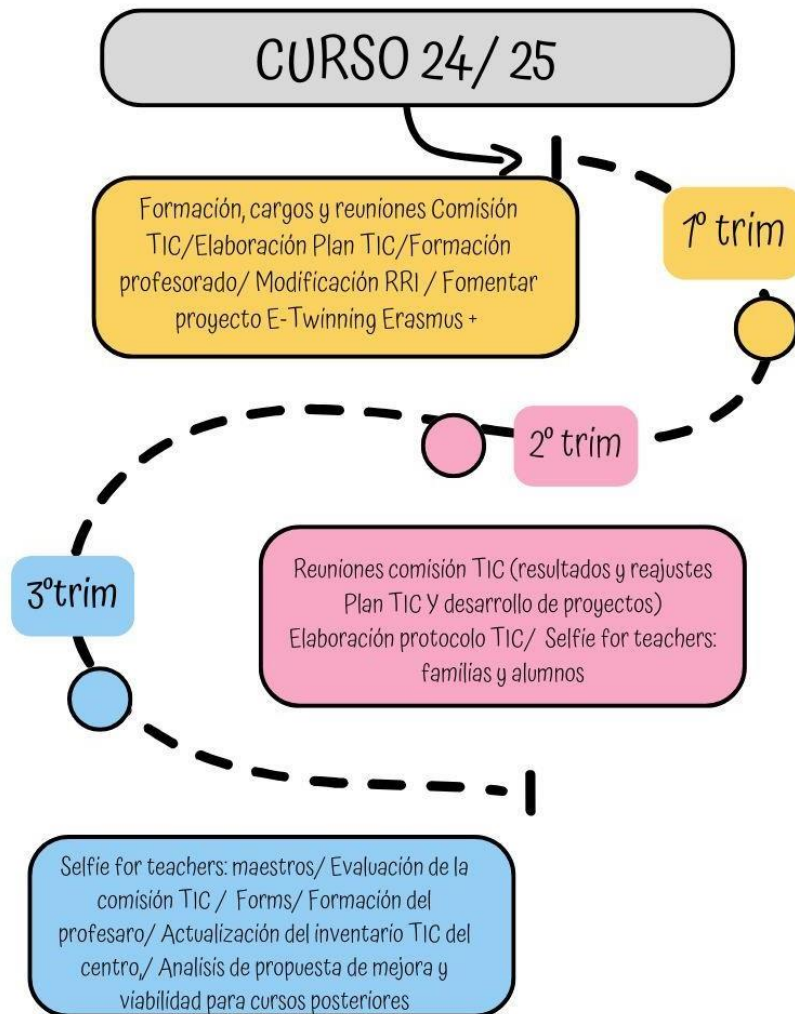 CURSO 24/ 25
Formación, cargos y reuniones Comisión
TIC/Elaboración Plan TIC/Formación
profesorado/ Modificación RRI / Fomentar
proyecto E-Twinning Erasmus +
1º trim
2º trim
Reuniones comisión TIC (resultados y reajustes
Plan TIC Y desarrollo de proyectos)
Elaboración protocolo TIC/ Selfie for teachers:
familias y alumnos
3ºtrim
Selfie for teachers: maestros/ Evaluación de la
comisión TIC / Forms/ Formación del
profesaro/ Actualización del inventario TIC del
centro,/ Analísis de propuesta de mejora y
viabilidad para cursos posteriores